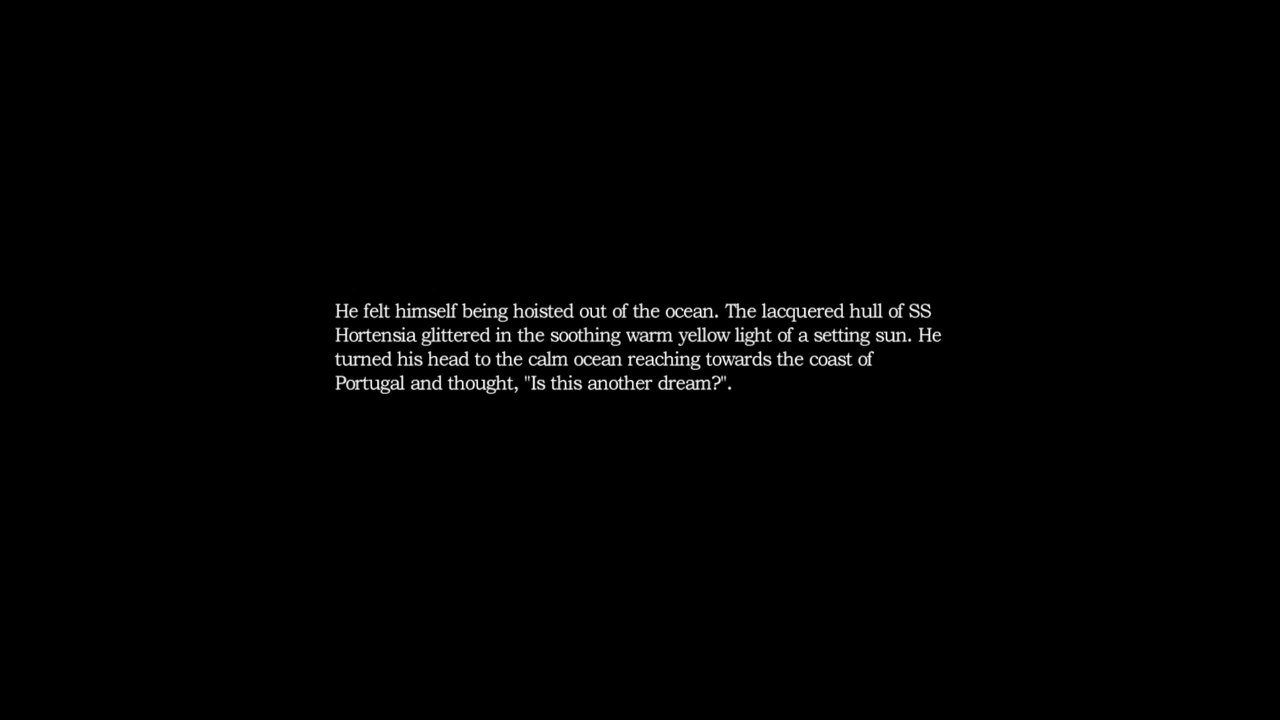 He felt himself being hoisted out of the ocean. The lacquered hull of SS
Hortensia glittered in the soothing warm yellow light of a setting sun. He
turned his head to the calm ocean reaching towards the coast of
Portugal and thought, "Is this another dream?".